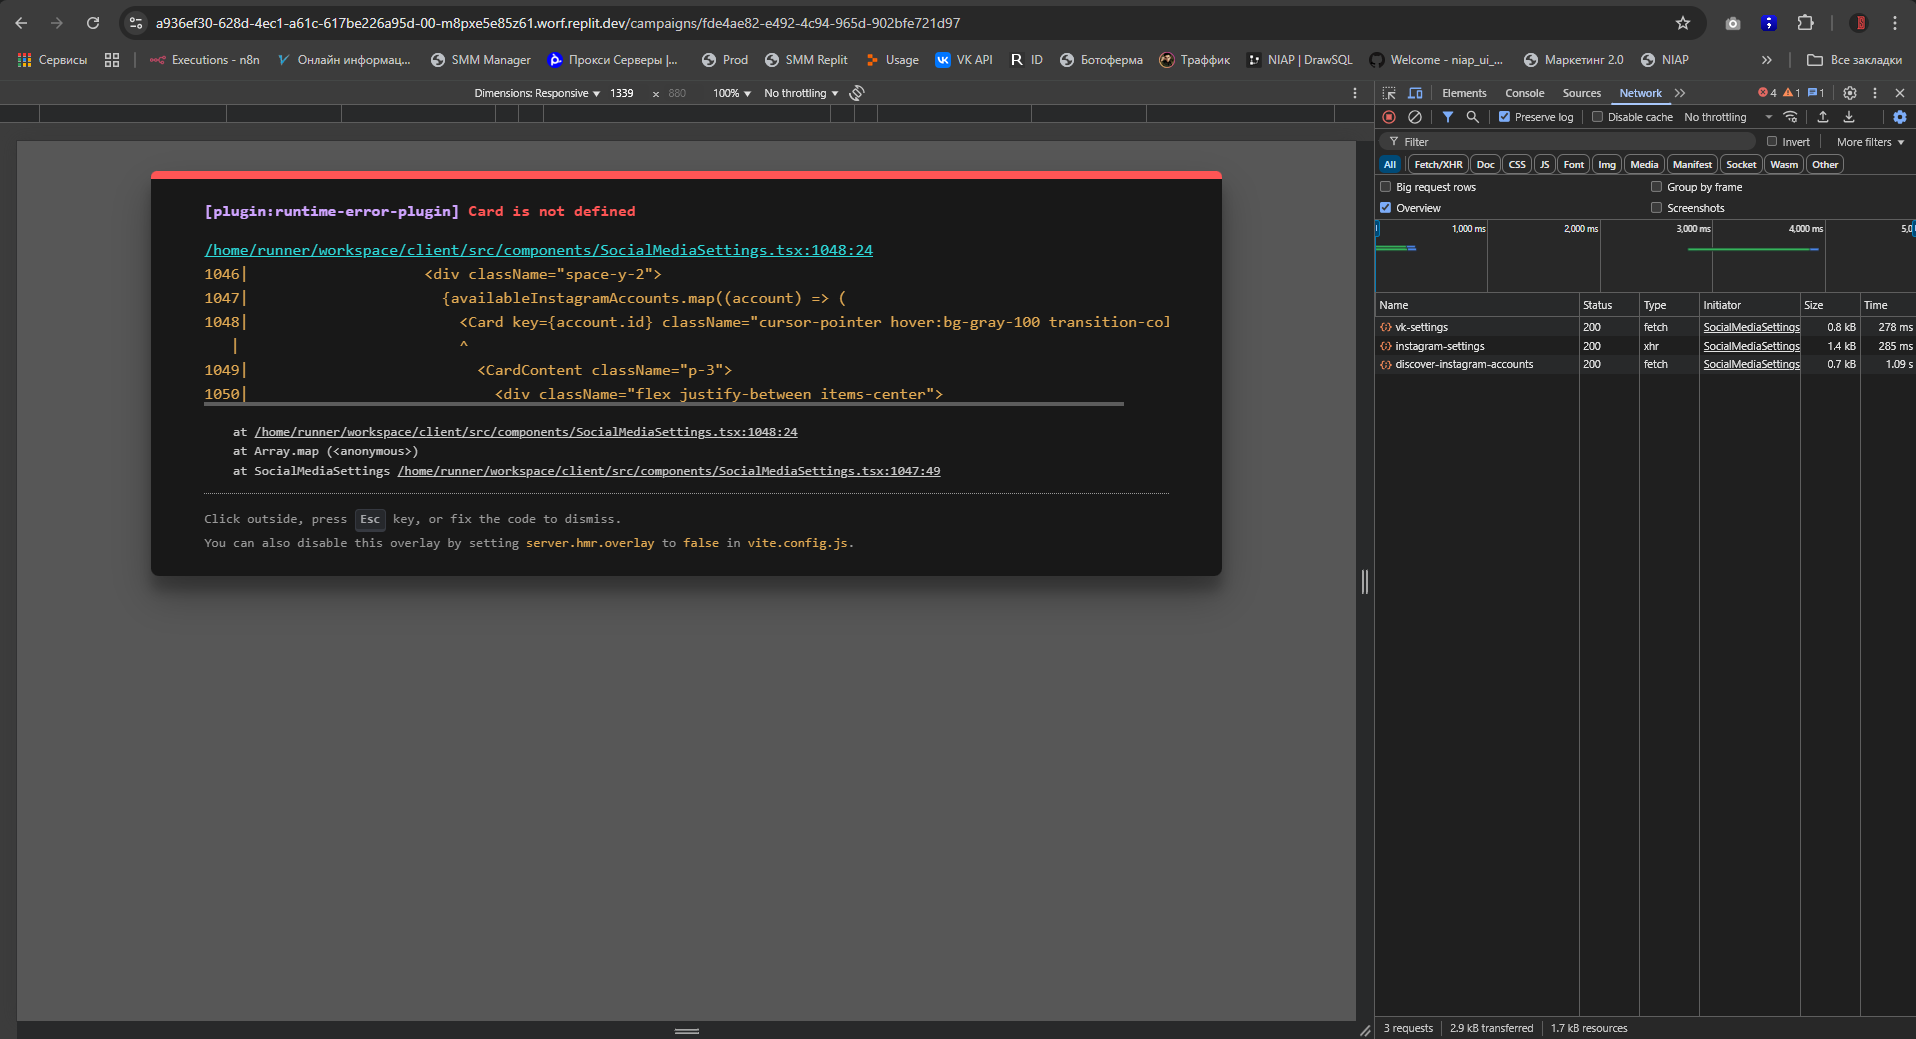 a936ef30-628d-4ec1-a61c-617be226a95d-00-m8pxe5e85z61.worf.replit.dev/campaigns/fde4ae82-e492-4c94-965d-902bfe721d97
Сервисы Executions - n8n Онлайн информац... SMM Manager Прокси Серверы |... Prod SMM Replit Usage VK API ID Ботоферма Траффик NIAP | DrawSQL Welcome - niap_ui_... Маркетинг 2.0 NIAP » Все закладки
Dimensions: Responsive ▼ 1339 x 880 100% ▼ No throttling ▼
Elements Console Sources Network » 4 1 1
Preserve log Disable cache No throttling
Filter Invert More filters ▼
All Fetch/XHR Doc CSS JS Font Img Media Manifest Socket Wasm Other
Big request rows Group by frame
Overview Screenshots
1,000 ms 2,000 ms 3,000 ms 4,000 ms 5,0
Name Status Type Initiator Size Time
vk-settings 200 fetch SocialMediaSettings 0.8 kB 278 ms
instagram-settings 200 xhr SocialMediaSettings 1.4 kB 285 ms
discover-instagram-accounts 200 fetch SocialMediaSettings 0.7 kB 1.09 s
3 requests 2.9 kB transferred 1.7 kB resources
[plugin:runtime-error-plugin] Card is not defined
/home/runner/workspace/client/src/components/SocialMediaSettings.tsx:1048:24
1046| <div className="space-y-2">
1047| {availableInstagramAccounts.map((account) => (
1048| <Card key={account.id} className="cursor-pointer hover:bg-gray-100 transition-col
| ^
1049| <CardContent className="p-3">
1050| <div className="flex justify-between items-center">
at /home/runner/workspace/client/src/components/SocialMediaSettings.tsx:1048:24
at Array.map (<anonymous>)
at SocialMediaSettings /home/runner/workspace/client/src/components/SocialMediaSettings.tsx:1047:49
Click outside, press Esc key, or fix the code to dismiss.
You can also disable this overlay by setting server.hmr.overlay to false in vite.config.js.